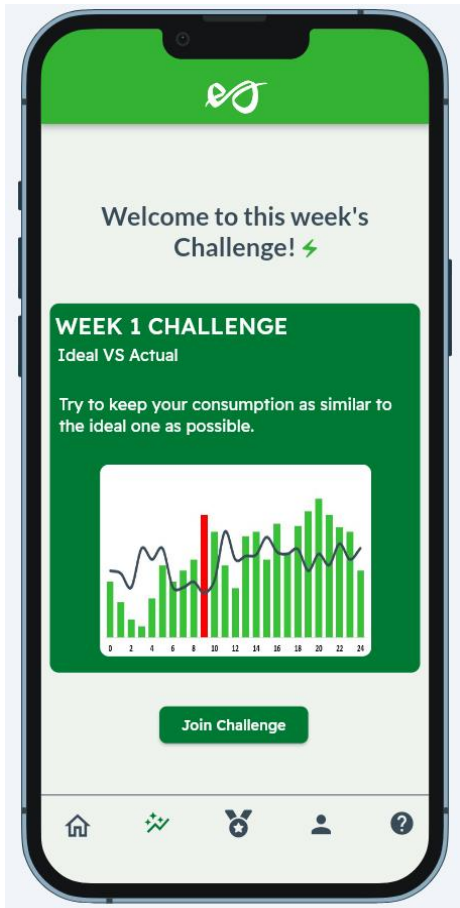 Welcome to this week's
Challenge!
WEEK 1 CHALLENGE
Ideal VS Actual
Try to keep your consumption as similar to
the ideal one as possible.
0 2 4 6 8 10 12 14 16 18 20 22 24
Join Challenge